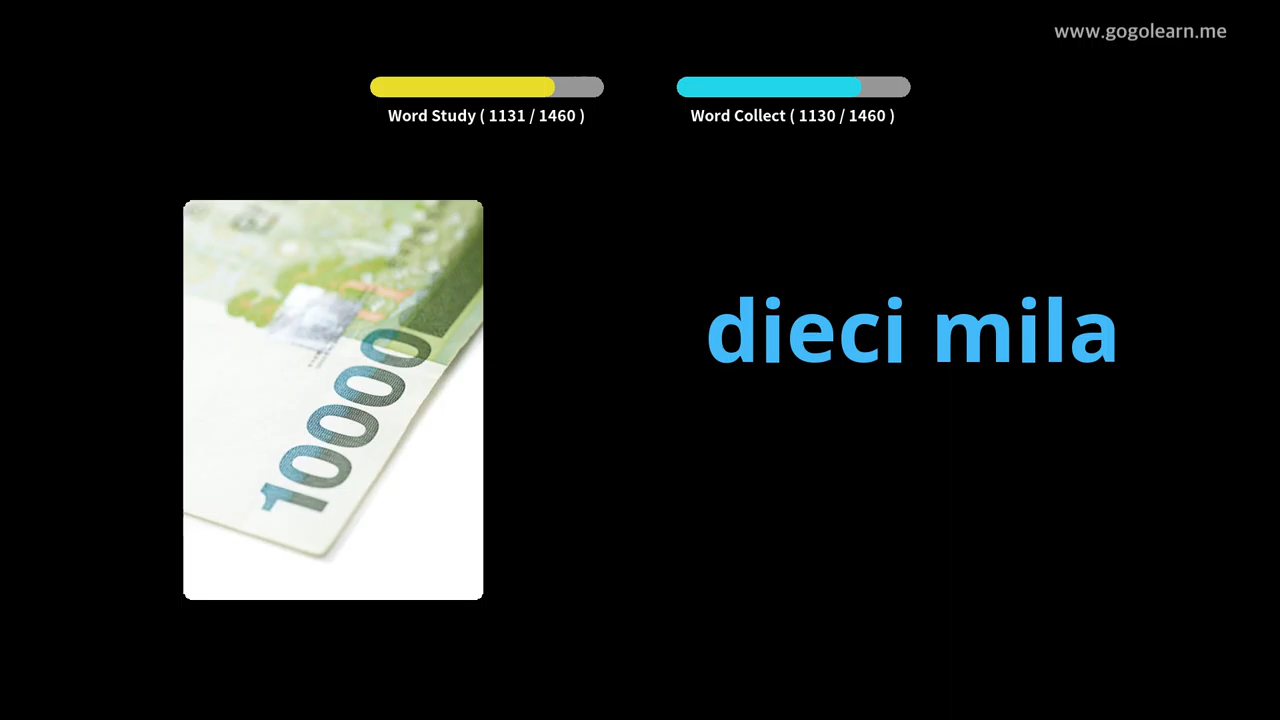 www.gogolearn.me
Word Study ( 1131 / 1460 )
Word Collect ( 1130 / 1460 )
dieci mila
10000